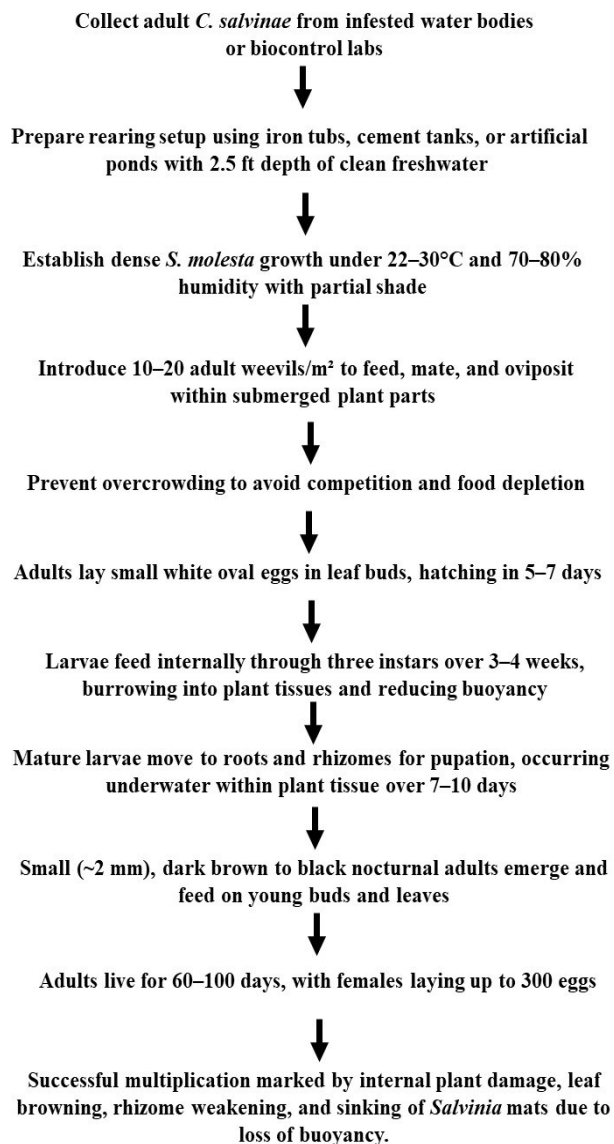 Collect adult C. salvinae from infested water bodies
or biocontrol labs
Prepare rearing setup using iron tubs, cement tanks, or artificial
ponds with 2.5 ft depth of clean freshwater
Establish dense S. molesta growth under 22–30°C and 70–80%
humidity with partial shade
Introduce 10–20 adult weevils/m² to feed, mate, and oviposit
within submerged plant parts
Prevent overcrowding to avoid competition and food depletion
Adults lay small white oval eggs in leaf buds, hatching in 5–7 days
Larvae feed internally through three instars over 3–4 weeks,
burrowing into plant tissues and reducing buoyancy
Mature larvae move to roots and rhizomes for pupation, occurring
underwater within plant tissue over 7–10 days
Small (~2 mm), dark brown to black nocturnal adults emerge and
feed on young buds and leaves
Adults live for 60–100 days, with females laying up to 300 eggs
Successful multiplication marked by internal plant damage, leaf
browning, rhizome weakening, and sinking of Salvinia mats due to
loss of buoyancy.